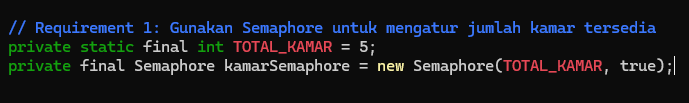 // Requirement 1: Gunakan Semaphore untuk mengatur jumlah kamar tersedia
private static final int TOTAL_KAMAR = 5;
private final Semaphore kamarSemaphore = new Semaphore(TOTAL_KAMAR, true);